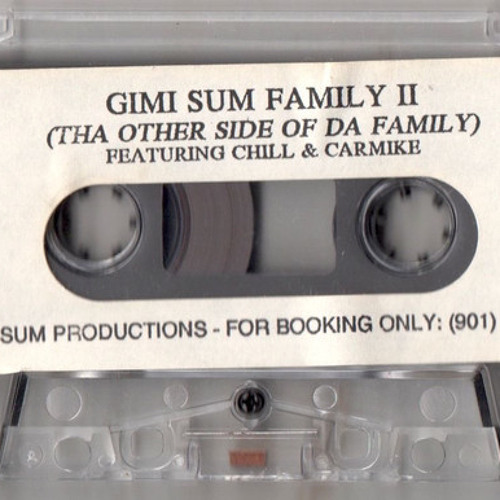 GIMI SUM FAMILY II
(THA OTHER SIDE OF DA FAMILY)
FEATURING CHILL & CARMIKE
SUM PRODUCTIONS - FOR BOOKING ONLY: (901)